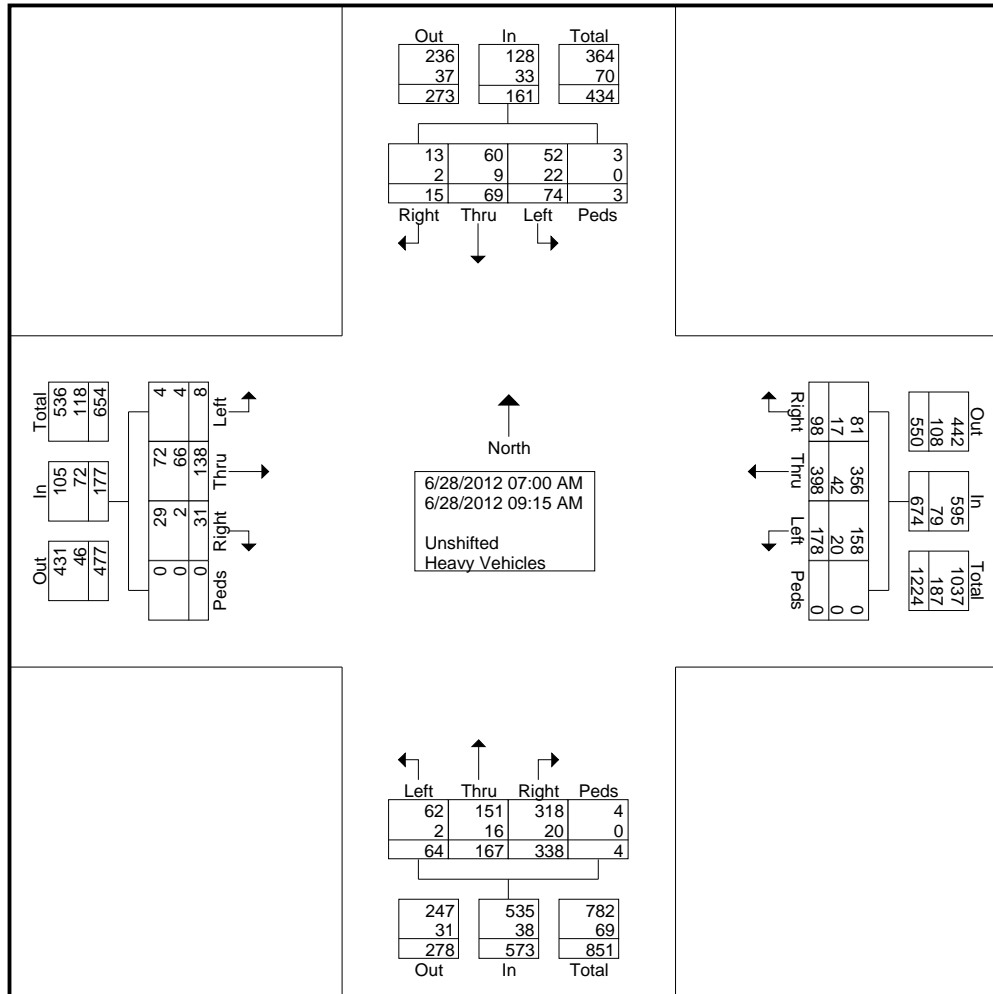 Out In Total
236 128 364
37 33 70
273 161 434
13 60 52 3
2 9 22 0
15 69 74 3
Right Thru Left Peds
Total
536
118
654
In
105
72
177
Out
431
46
477
Left
4
4
8
Thru
72
66
138
Right
29
2
31
Peds
0
0
0
North
6/28/2012 07:00 AM
6/28/2012 09:15 AM
Unshifted
Heavy Vehicles
Right
81
17
98
Thru
356
42
398
Left
158
20
178
Peds
0
0
0
Out
442
108
550
In
595
79
674
Total
1037
187
1224
Left Thru Right Peds
62 151 318 4
2 16 20 0
64 167 338 4
247 535 782
31 38 69
278 573 851
Out In Total